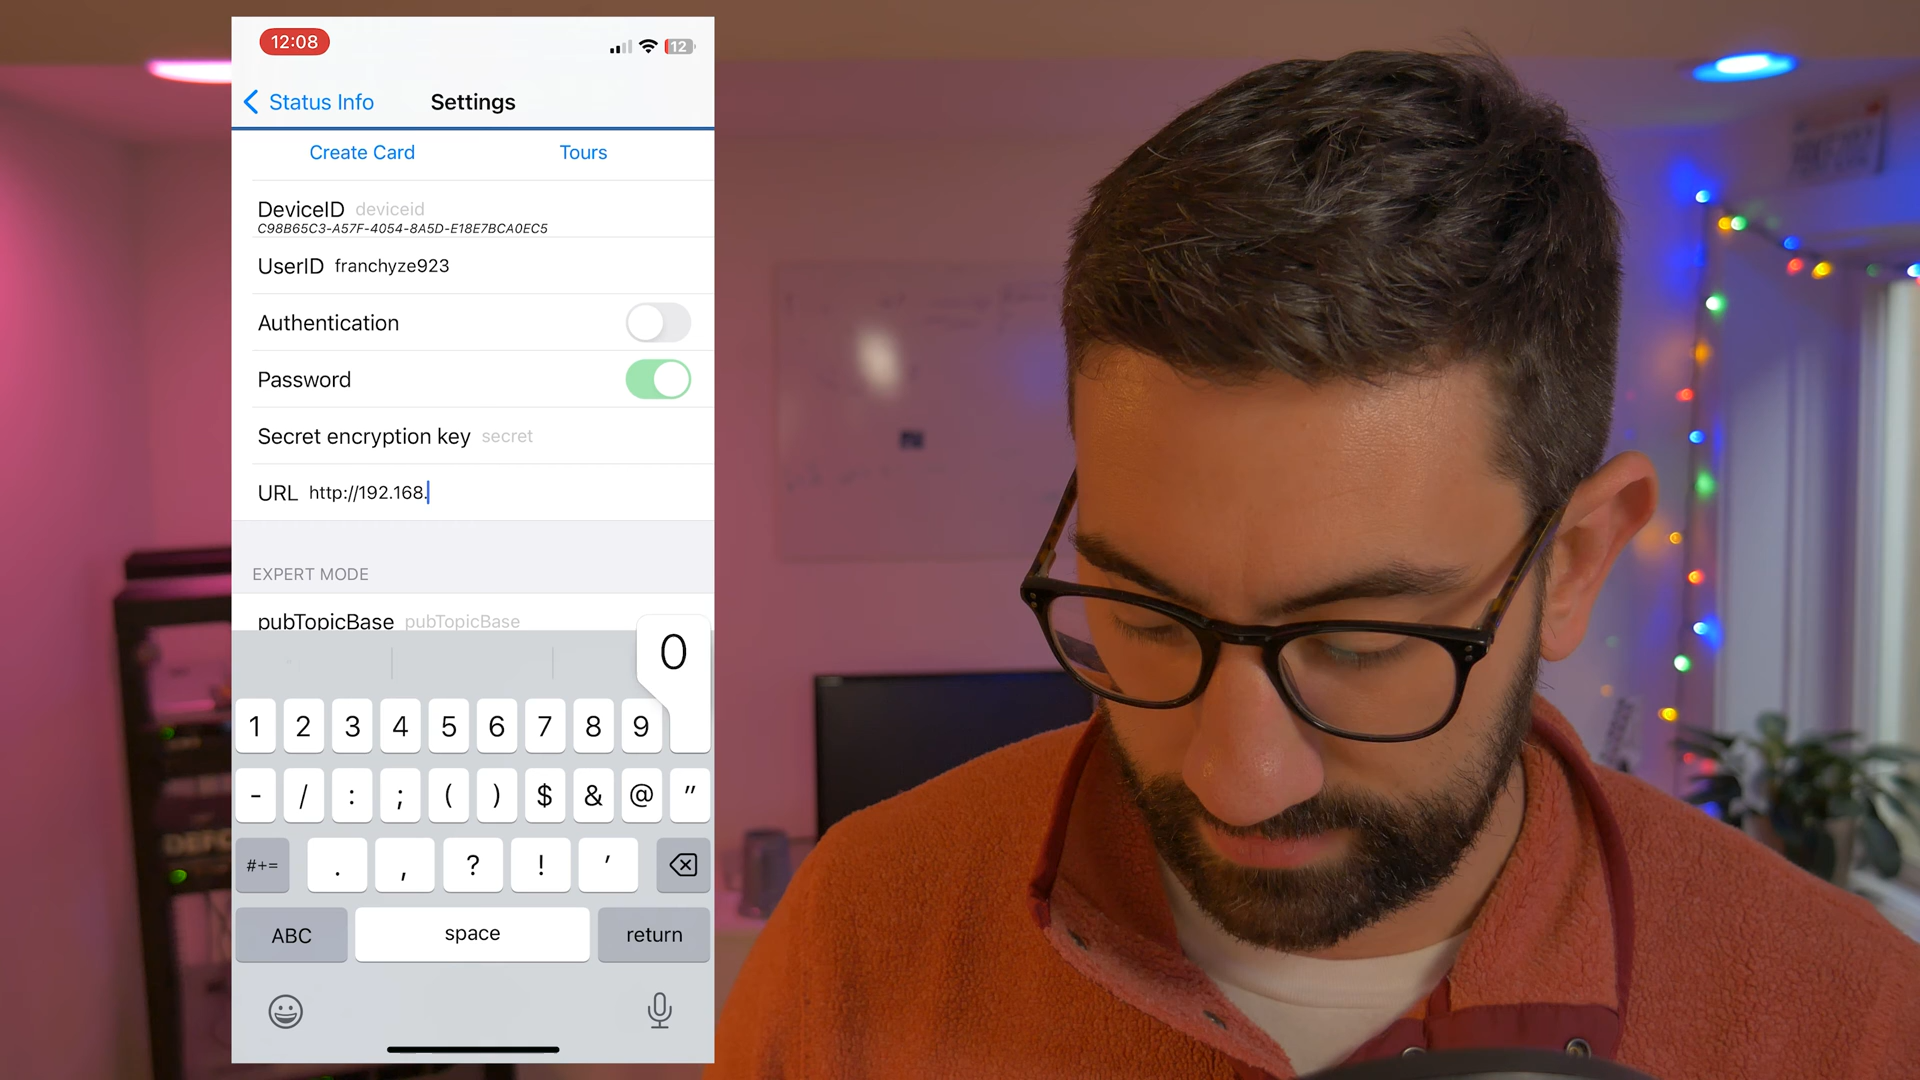 12:08
12
Status Info
Settings
Create Card
Tours
DeviceID deviceid
C98B65C3-A57F-4054-8A5D-E18E7BCA0EC5
UserID franchyze923
Authentication
Password
Secret encryption key secret
URL http://192.168.
EXPERT MODE
pubTopicBase pubTopicBase
0
1 2 3 4 5 6 7 8 9
- / : ; ( ) $ & @ "
#+= . , ? ! ' 
ABC space return